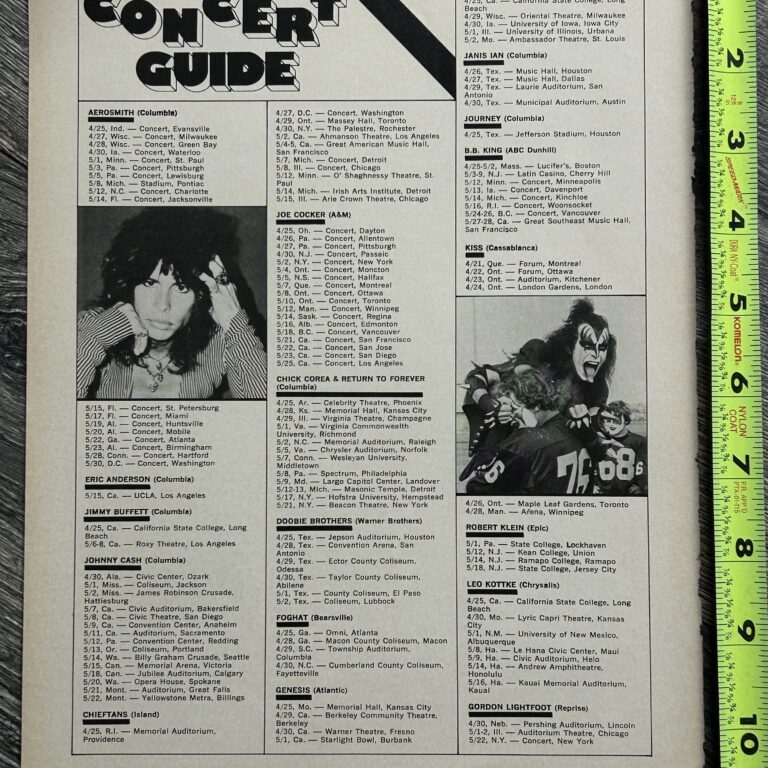 CONCERT
GUIDE
AEROSMITH (Columbia)
4/25, Ind. — Concert, Evansville
4/27, Wisc. — Concert, Milwaukee
4/28, Wisc. — Concert, Green Bay
4/30, Ia. — Concert, Waterloo
5/1, Minn. — Concert, St. Paul
5/3, Pa. — Concert, Pittsburgh
5/5, Pa. — Concert, Lewisburg
5/8, Mich. — Stadium, Pontiac
5/12, N.C. — Concert, Charlotte
5/14, Fl. — Concert, Jacksonville
5/15, Fl. — Concert, St. Petersburg
5/17, Fl. — Concert, Miami
5/19, Al. — Concert, Huntsville
5/20, Al. — Concert, Mobile
5/22, Ga. — Concert, Atlanta
5/23, Al. — Concert, Birmingham
5/28, Conn. — Concert, Hartford
5/30, D.C. — Concert, Washington
ERIC ANDERSON (Columbia)
5/15, Ca. — UCLA, Los Angeles
JIMMY BUFFETT (Columbia)
4/25, Ca. — California State College, Long
Beach
5/6-8, Ca. — Roxy Theatre, Los Angeles
JOHNNY CASH (Columbia)
4/30, Ala. — Civic Center, Ozark
5/1, Miss. — Coliseum, Jackson
5/2, Miss. — James Robinson Crusade,
Hattiesburg
5/7, Ca. — Civic Auditorium, Bakersfield
5/8, Ca. — Civic Theatre, San Diego
5/9, Ca. — Convention Center, Anaheim
5/11, Ca. — Auditorium, Sacramento
5/12, Pa. — Convention Center, Redding
5/13, Or. — Coliseum, Portland
5/14, Wa. — Billy Graham Crusade, Seattle
5/15, Can. — Memorial Arena, Victoria
5/18, Can. — Jubilee Auditorium, Calgary
5/20, Wa. — Opera House, Spokane
5/21, Mont. — Auditorium, Great Falls
5/22, Mont. — Yellowstone Metra, Billings
CHIEFTAINS (Island)
4/25, R.I. — Memorial Auditorium,
Providence
4/27, D.C. — Concert, Washington
4/29, Ont. — Massey Hall, Toronto
4/30, N.Y. — The Palestre, Rochester
5/2, Ca. — Ahmanson Theatre, Los Angeles
5/4-5, Ca. — Great American Music Hall,
San Francisco
5/7, Mich. — Concert, Detroit
5/8, Ill. — Concert, Chicago
5/12, Minn. — O' Shaghnessy Theatre, St.
Paul
5/14, Mich. — Irish Arts Institute, Detroit
5/15, Ill. — Arie Crown Theatre, Chicago
JOE COCKER (A&M)
4/25, Oh. — Concert, Dayton
4/26, Pa. — Concert, Allentown
4/27, Pa. — Concert, Pittsburgh
4/30, N.J. — Concert, Passaic
5/2, N.Y. — Concert, New York
5/4, Ont. — Concert, Moncton
5/5, N.S. — Concert, Halifax
5/7, Que. — Concert, Montreal
5/8, Ont. — Concert, Ottawa
5/10, Ont. — Concert, Toronto
5/12, Man. — Concert, Winnipeg
5/14, Sask. — Concert, Regina
5/16, Alb. — Concert, Edmonton
5/18, B.C. — Concert, Vancouver
5/21, Ca. — Concert, San Francisco
5/22, Ca. — Concert, San Jose
5/23, Ca. — Concert, San Diego
5/25, Ca. — Concert, Los Angeles
CHICK COREA & RETURN TO FOREVER
(Columbia)
4/25, Ar. — Celebrity Theatre, Phoenix
4/28, Ks. — Memorial Hall, Kansas City
4/29, Ill. — Virginia Theatre, Champagne
5/1, Va. — Virginia Commonwealth
University, Richmond
5/2, N.C. — Memorial Auditorium, Raleigh
5/5, Va. — Chrysler Auditorium, Norfolk
5/7, Conn. — Wesleyan University,
Middletown
5/8, Pa. — Spectrum, Philadelphia
5/9, Md. — Largo Capitol Center, Landover
5/12-13, Mich. — Masonic Temple, Detroit
5/17, N.Y. — Hofstra University, Hempstead
5/21, N.Y. — Beacon Theatre, New York
DOOBIE BROTHERS (Warner Brothers)
4/25, Tex. — Jepson Auditorium, Houston
4/28, Tex. — Convention Arena, San
Antonio
4/29, Tex. — Ector County Coliseum,
Odessa
4/30, Tex. — Taylor County Coliseum,
Abilene
5/1, Tex. — County Coliseum, El Paso
5/2, Tex. — Coliseum, Lubbock
FOGHAT (Bearsville)
4/25, Ga. — Omni, Atlanta
4/28, Ga. — Macon County Coliseum, Macon
4/29, S.C. — Township Auditorium,
Columbia
4/30, N.C. — Cumberland County Coliseum,
Fayetteville
GENESIS (Atlantic)
4/25, Mo. — Memorial Hall, Kansas City
4/29, Ca. — Berkeley Community Theatre,
Berkeley
4/30, Ca. — Warner Theatre, Fresno
5/1, Ca. — Starlight Bowl, Burbank
4/25, Ca. — California State College, Long
Beach
4/29, Wisc. — Oriental Theatre, Milwaukee
4/30, Ia. — University of Iowa, Iowa City
5/1, Ill. — University of Illinois, Urbana
5/2, Mo. — Ambassador Theatre, St. Louis
JANIS IAN (Columbia)
4/26, Tex. — Music Hall, Houston
4/27, Tex. — Music Hall, Dallas
4/29, Tex. — Laurie Auditorium, San
Antonio
4/30, Tex. — Municipal Auditorium, Austin
JOURNEY (Columbia)
4/25, Tex. — Jefferson Stadium, Houston
B.B. KING (ABC Dunhill)
4/25-5/2, Mass. — Lucifer's, Boston
5/3-9, N.J. — Latin Casino, Cherry Hill
5/12, Minn. — Concert, Minneapolis
5/13, Ia. — Concert, Davenport
5/14, Mich. — Concert, Kinchloe
5/16, R.I. — Concert, Woonsocket
5/24-26, B.C. — Concert, Vancouver
5/27-28, Ca. — Great Southeast Music Hall,
San Francisco
KISS (Cassabianca)
4/21, Que. — Forum, Montreal
4/22, Ont. — Forum, Ottawa
4/23, Ont. — Auditorium, Kitchener
4/24, Ont. — London Gardens, London
76
68
4/26, Ont. — Maple Leaf Gardens, Toronto
4/28, Man. — Arena, Winnipeg
ROBERT KLEIN (Epic)
5/1, Pa. — State College, Lockhaven
5/12, N.J. — Kean College, Union
5/14, N.J. — Ramapo College, Ramapo
5/18, N.J. — State College, Jersey City
LEO KOTTKE (Chrysalis)
4/25, Ca. — California State College, Long
Beach
4/30, Mo. — Lyric Capri Theatre, Kansas
City
5/1, N.M. — University of New Mexico,
Albuquerque
5/8, Ha. — Le Hana Civic Center, Maui
5/9, Ha. — Civic Auditorium, Helo
5/14, Ha. — Andrew Amphitheatre,
Honolulu
5/16, Ha. — Kauai Memorial Auditorium,
Kauai
GORDON LIGHTFOOT (Reprise)
4/30, Neb. — Pershing Auditorium, Lincoln
5/1-2, Ill. — Auditorium Theatre, Chicago
5/22, N.Y. — Concert, New York
2
3
4
5
KOMELON
6
NYLON
COAT
7
8
9
10